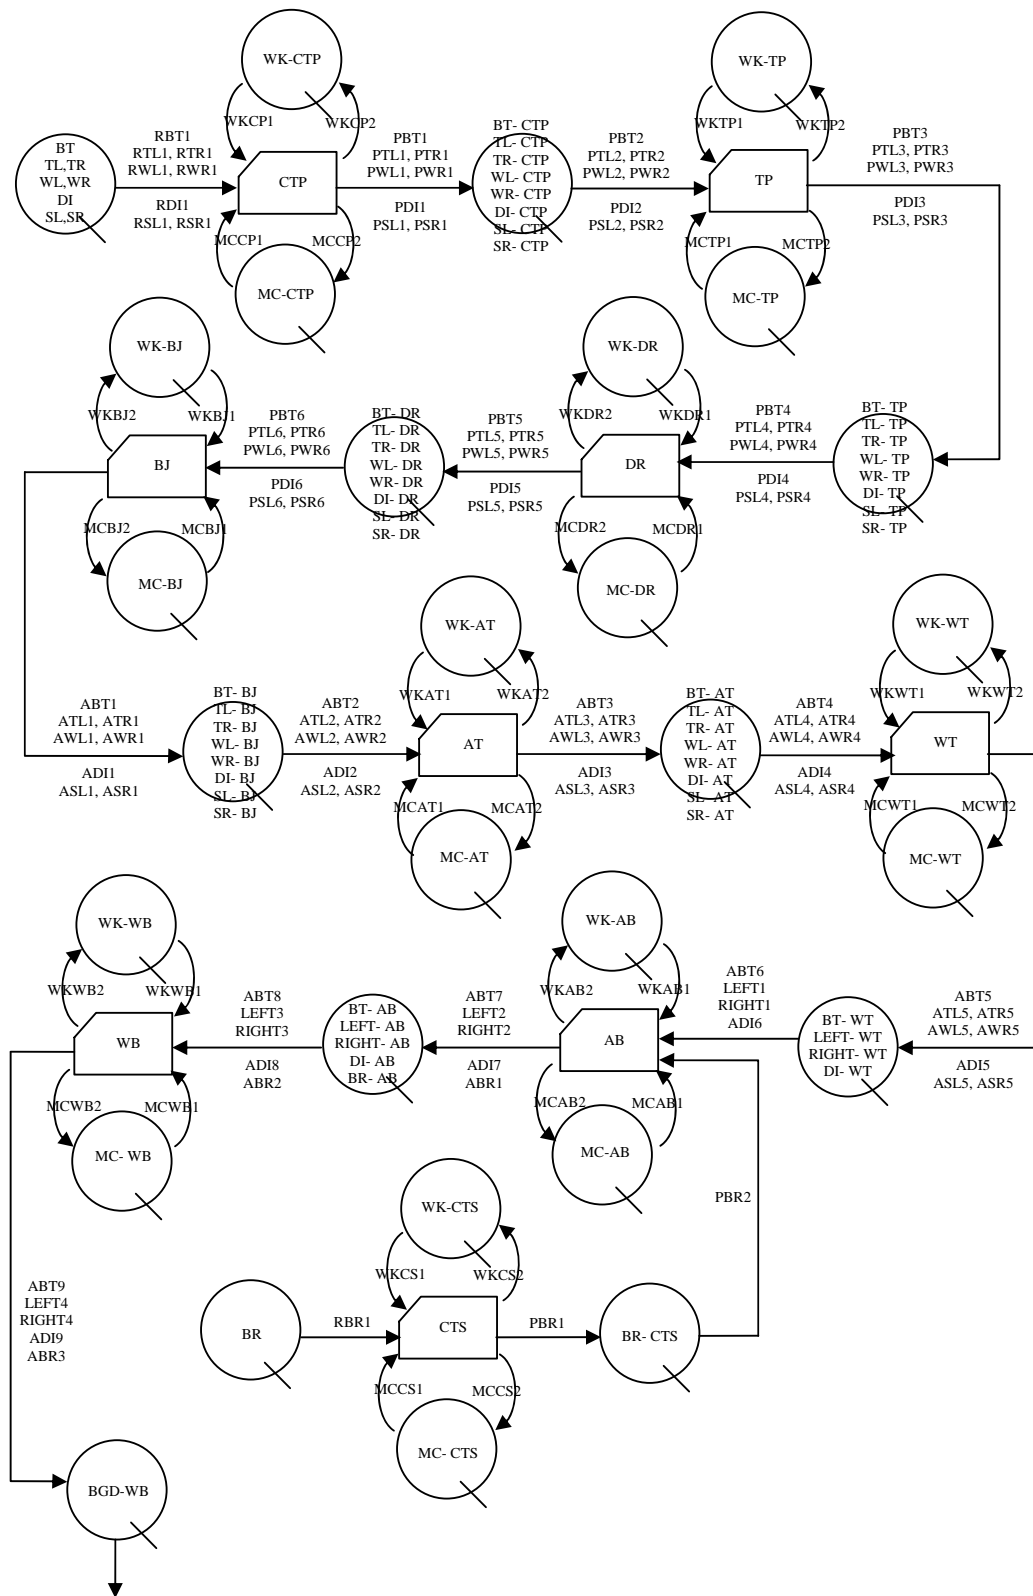 WK-CTP
WKCP1
WKCP2
BT
TL,TR
WL,WR
DI
SL,SR
RBT1
RTL1, RTR1
RWL1, RWR1
RDI1
RSL1, RSR1
CTP
MCCP1
MCCP2
MC-CTP
PBT1
PTL1, PTR1
PWL1, PWR1
PDI1
PSL1, PSR1
BT- CTP
TL- CTP
TR- CTP
WL- CTP
WR- CTP
DI- CTP
SL- CTP
SR- CTP
PBT2
PTL2, PTR2
PWL2, PWR2
PDI2
PSL2, PSR2
WK-TP
WKTP1
WKTP2
TP
MCTP1
MCTP2
MC-TP
PBT3
PTL3, PTR3
PWL3, PWR3
PDI3
PSL3, PSR3
WK-BJ
WKBJ2
WKBJ1
BJ
MCBJ2
MCBJ1
MC-BJ
PBT6
PTL6, PTR6
PWL6, PWR6
PDI6
PSL6, PSR6
BT- DR
TL- DR
TR- DR
WL- DR
WR- DR
DI- DR
SL- DR
SR- DR
PBT5
PTL5, PTR5
PWL5, PWR5
PDI5
PSL5, PSR5
WK-DR
WKDR2
WKDR1
DR
MCDR2
MCDR1
MC-DR
PBT4
PTL4, PTR4
PWL4, PWR4
PDI4
PSL4, PSR4
BT- TP
TL- TP
TR- TP
WL- TP
WR- TP
DI- TP
SL- TP
SR- TP
ABT1
ATL1, ATR1
AWL1, AWR1
ADI1
ASL1, ASR1
BT- BJ
TL- BJ
TR- BJ
WL- BJ
WR- BJ
DI- BJ
SL- BJ
SR- BJ
ABT2
ATL2, ATR2
AWL2, AWR2
ADI2
ASL2, ASR2
WK-AT
WKAT1
WKAT2
AT
MCAT1
MCAT2
MC-AT
ABT3
ATL3, ATR3
AWL3, AWR3
ADI3
ASL3, ASR3
BT- AT
TL- AT
TR- AT
WL- AT
WR- AT
DI- AT
SL- AT
SR- AT
ABT4
ATL4, ATR4
AWL4, AWR4
ADI4
ASL4, ASR4
WK-WT
WKWT1
WKWT2
WT
MCWT1
MCWT2
MC-WT
WK-WB
WKWB2
WKWB1
WB
MCWB2
MCWB1
MC- WB
ABT8
LEFT3
RIGHT3
ADI8
ABR2
BT- AB
LEFT- AB
RIGHT- AB
DI- AB
BR- AB
ABT7
LEFT2
RIGHT2
ADI7
ABR1
WK-AB
WKAB2
WKAB1
AB
MCAB2
MCAB1
MC-AB
ABT6
LEFT1
RIGHT1
ADI6
BT- WT
LEFT- WT
RIGHT- WT
DI- WT
ABT5
ATL5, ATR5
AWL5, AWR5
ADI5
ASL5, ASR5
PBR2
ABT9
LEFT4
RIGHT4
ADI9
ABR3
BR
RBR1
WK-CTS
WKCS1
WKCS2
CTS
MCCS1
MCCS2
MC- CTS
PBR1
BR- CTS
BGD-WB